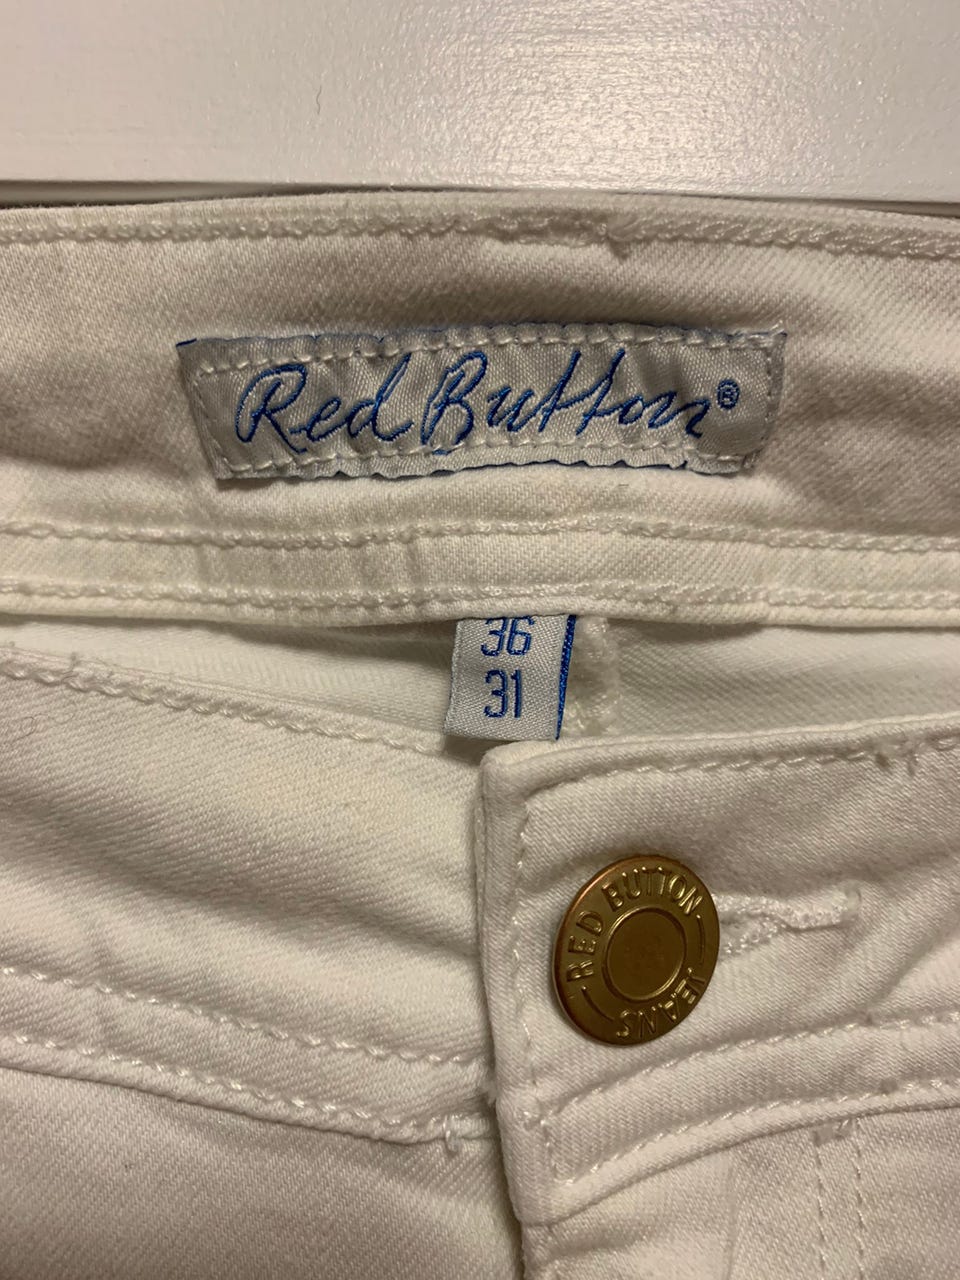 Red Button®
36
31
RED BUTTON
JEANS